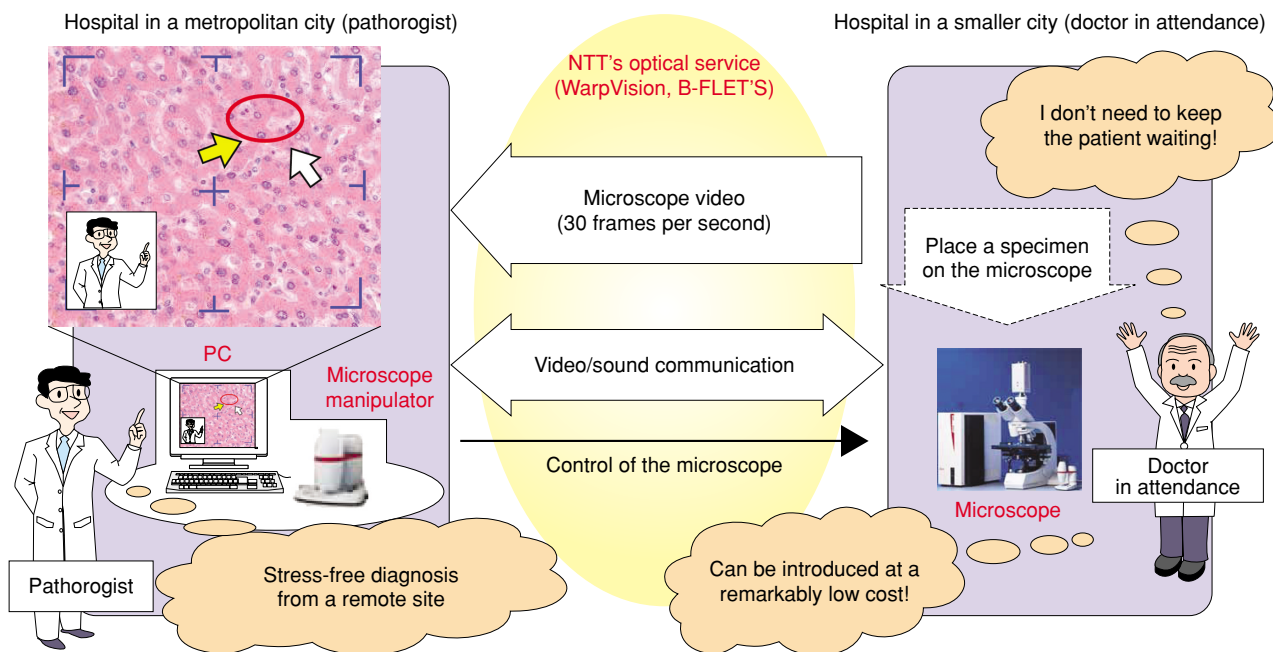 Hospital in a metropolitan city (pathorogist)
Hospital in a smaller city (doctor in attendance)
NTT's optical service
(WarpVision, B-FLET'S)
I don't need to keep
the patient waiting!
Microscope video
(30 frames per second)
Place a specimen
on the microscope
PC
Microscope
manipulator
Video/sound communication
Control of the microscope
Microscope
Doctor
in attendance
Pathorogist
Stress-free diagnosis
from a remote site
Can be introduced at a
remarkably low cost!